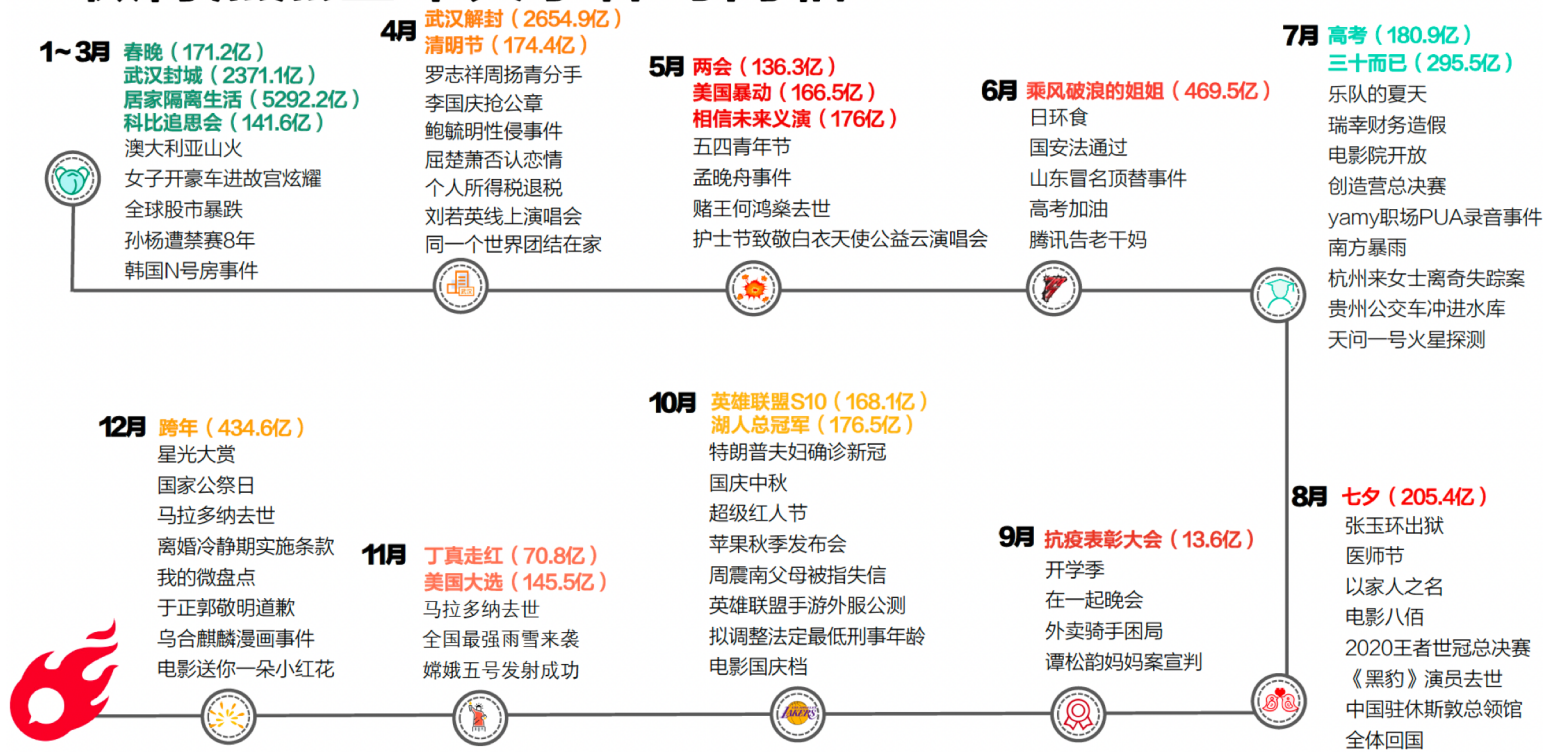 1~3月
春晚（171.2亿）
武汉封城（2371.1亿）
居家隔离生活（5292.2亿）
科比追思会（141.6亿）
澳大利亚山火
女子开豪车进故宫炫耀
全球股市暴跌
孙杨遭禁赛8年
韩国N号房事件
4月
武汉解封（2654.9亿）
清明节（174.4亿）
罗志祥周扬青分手
李国庆抢公章
鲍毓明性侵事件
屈楚萧否认恋情
个人所得税退税
刘若英线上演唱会
同一个世界团结在家
5月
两会（136.3亿）
美国暴动（166.5亿）
相信未来义演（176亿）
五四青年节
孟晚舟事件
赌王何鸿燊去世
护士节致敬白衣天使公益云演唱会
6月
乘风破浪的姐姐（469.5亿）
日环食
国安法通过
山东冒名顶替事件
高考加油
腾讯告老干妈
7月
高考（180.9亿）
三十而已（295.5亿）
乐队的夏天
瑞幸财务造假
电影院开放
创造营总决赛
yamy职场PUA录音事件
南方暴雨
杭州来女士离奇失踪案
贵州公交车冲进水库
天问一号火星探测
8月
七夕（205.4亿）
张玉环出狱
医师节
以家人之名
电影八佰
2020王者世冠总决赛
《黑豹》演员去世
中国驻休斯敦总领馆
全体回国
9月
抗疫表彰大会（13.6亿）
开学季
在一起晚会
外卖骑手困局
谭松韵妈妈案宣判
10月
英雄联盟S10（168.1亿）
湖人总冠军（176.5亿）
特朗普夫妇确诊新冠
国庆中秋
超级红人节
苹果秋季发布会
周震南父母被指失信
英雄联盟手游外服公测
拟调整法定最低刑事年龄
电影国庆档
LAKERS
11月
丁真走红（70.8亿）
美国大选（145.5亿）
马拉多纳去世
全国最强雨雪来袭
嫦娥五号发射成功
12月
跨年（434.6亿）
星光大赏
国家公祭日
马拉多纳去世
离婚冷静期实施条款
我的微盘点
于正郭敬明道歉
乌合麒麟漫画事件
电影送你一朵小红花